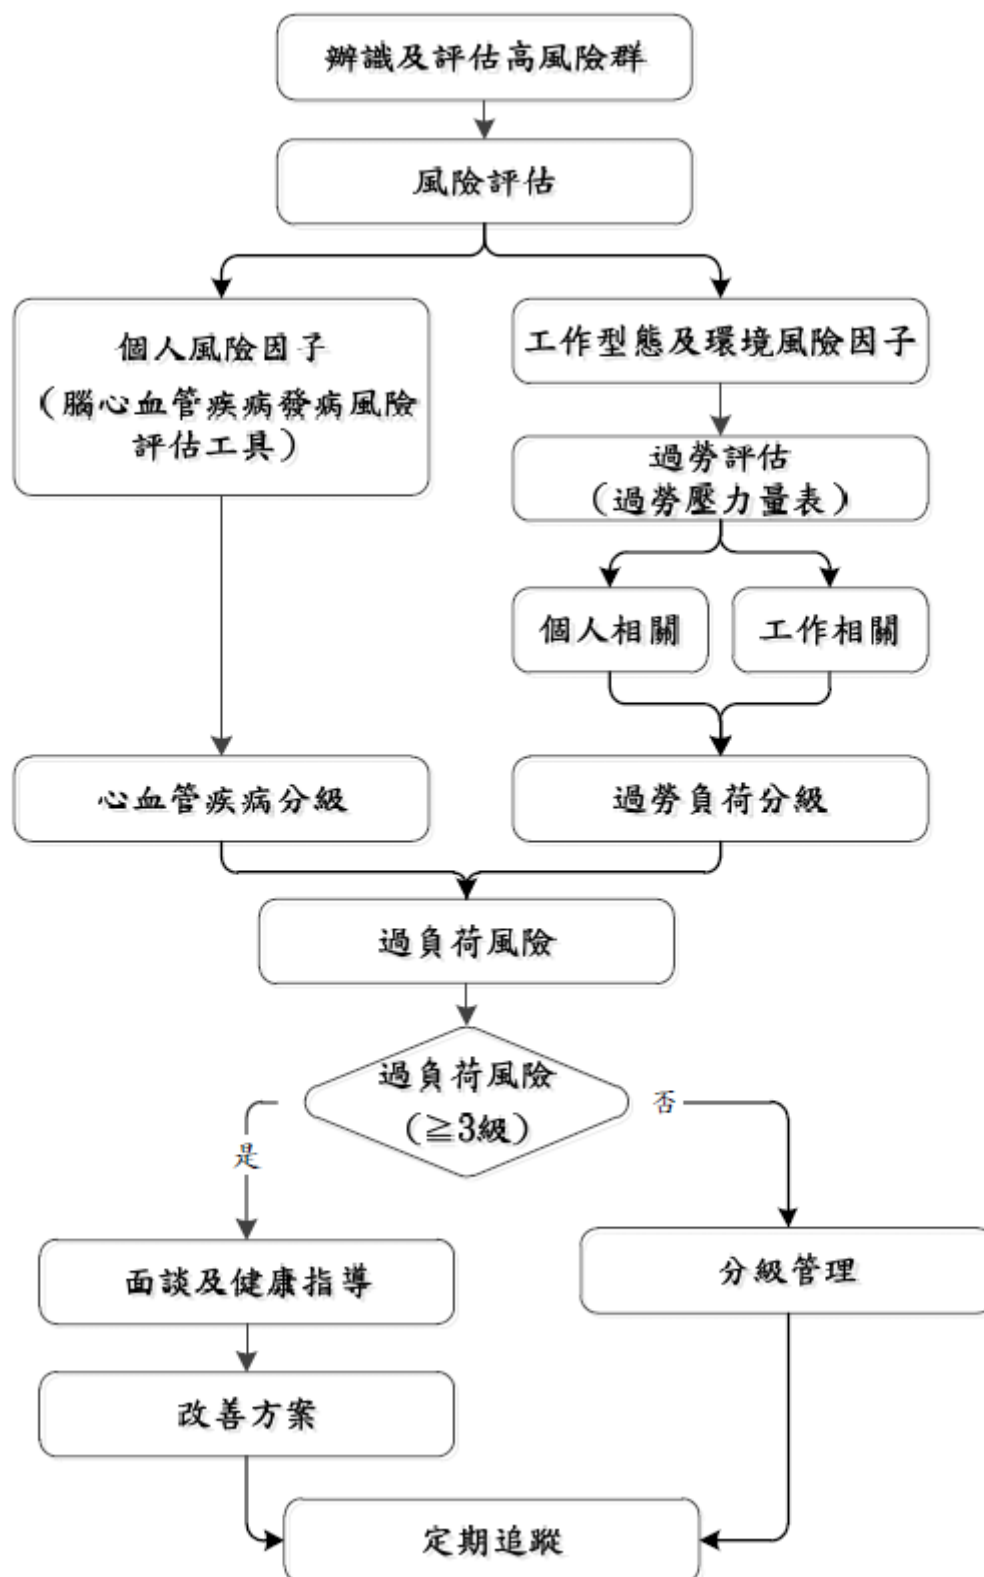 辨識及評估高風險群
風險評估
個人風險因子
（腦心血管疾病發病風險
評估工具）
工作型態及環境風險因子
過勞評估
（過勞壓力量表）
個人相關
工作相關
心血管疾病分級
過勞負荷分級
過負荷風險
過負荷風險
（≧3級）
是
否
面談及健康指導
分級管理
改善方案
定期追蹤